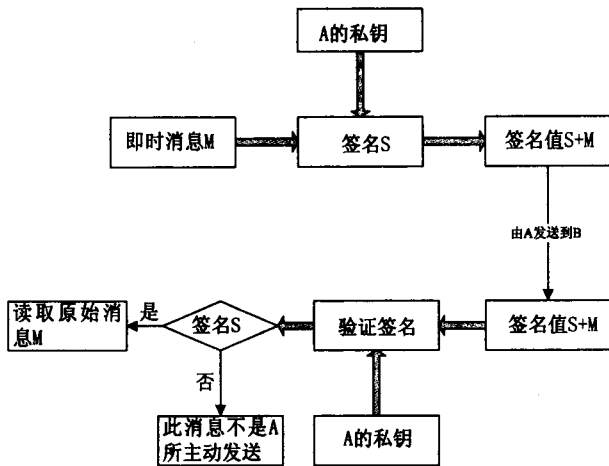 A的私钥
即时消息M
签名S
签名值S+M
由A发送到B
读取原始消
息M
是
签名S
验证签名
签名值S+M
否
此消息不是A
所主动发送
A的私钥